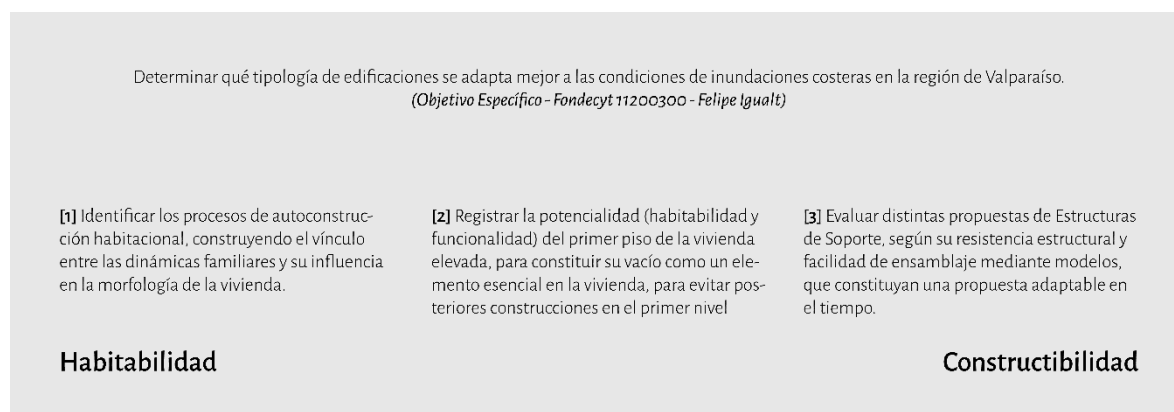 Determinar qué tipología de edificaciones se adapta mejor a las condiciones de inundaciones costeras en la región de Valparaíso.
(Objetivo Específico - Fondecyt 11200300 - Felipe Igualt)
[1] Identificar los procesos de autoconstruc-
ción habitacional, construyendo el vínculo
entre las dinámicas familiares y su influencia
en la morfología de la vivienda.
[2] Registrar la potencialidad (habitabilidad y
funcionalidad) del primer piso de la vivienda
elevada, para constituir su vacío como un ele-
mento esencial en la vivienda, para evitar pos-
teriores construcciones en el primer nivel
[3] Evaluar distintas propuestas de Estructuras
de Soporte, según su resistencia estructural y
facilidad de ensamblaje mediante modelos,
que constituyan una propuesta adaptable en
el tiempo.
Habitabilidad
Constructibilidad